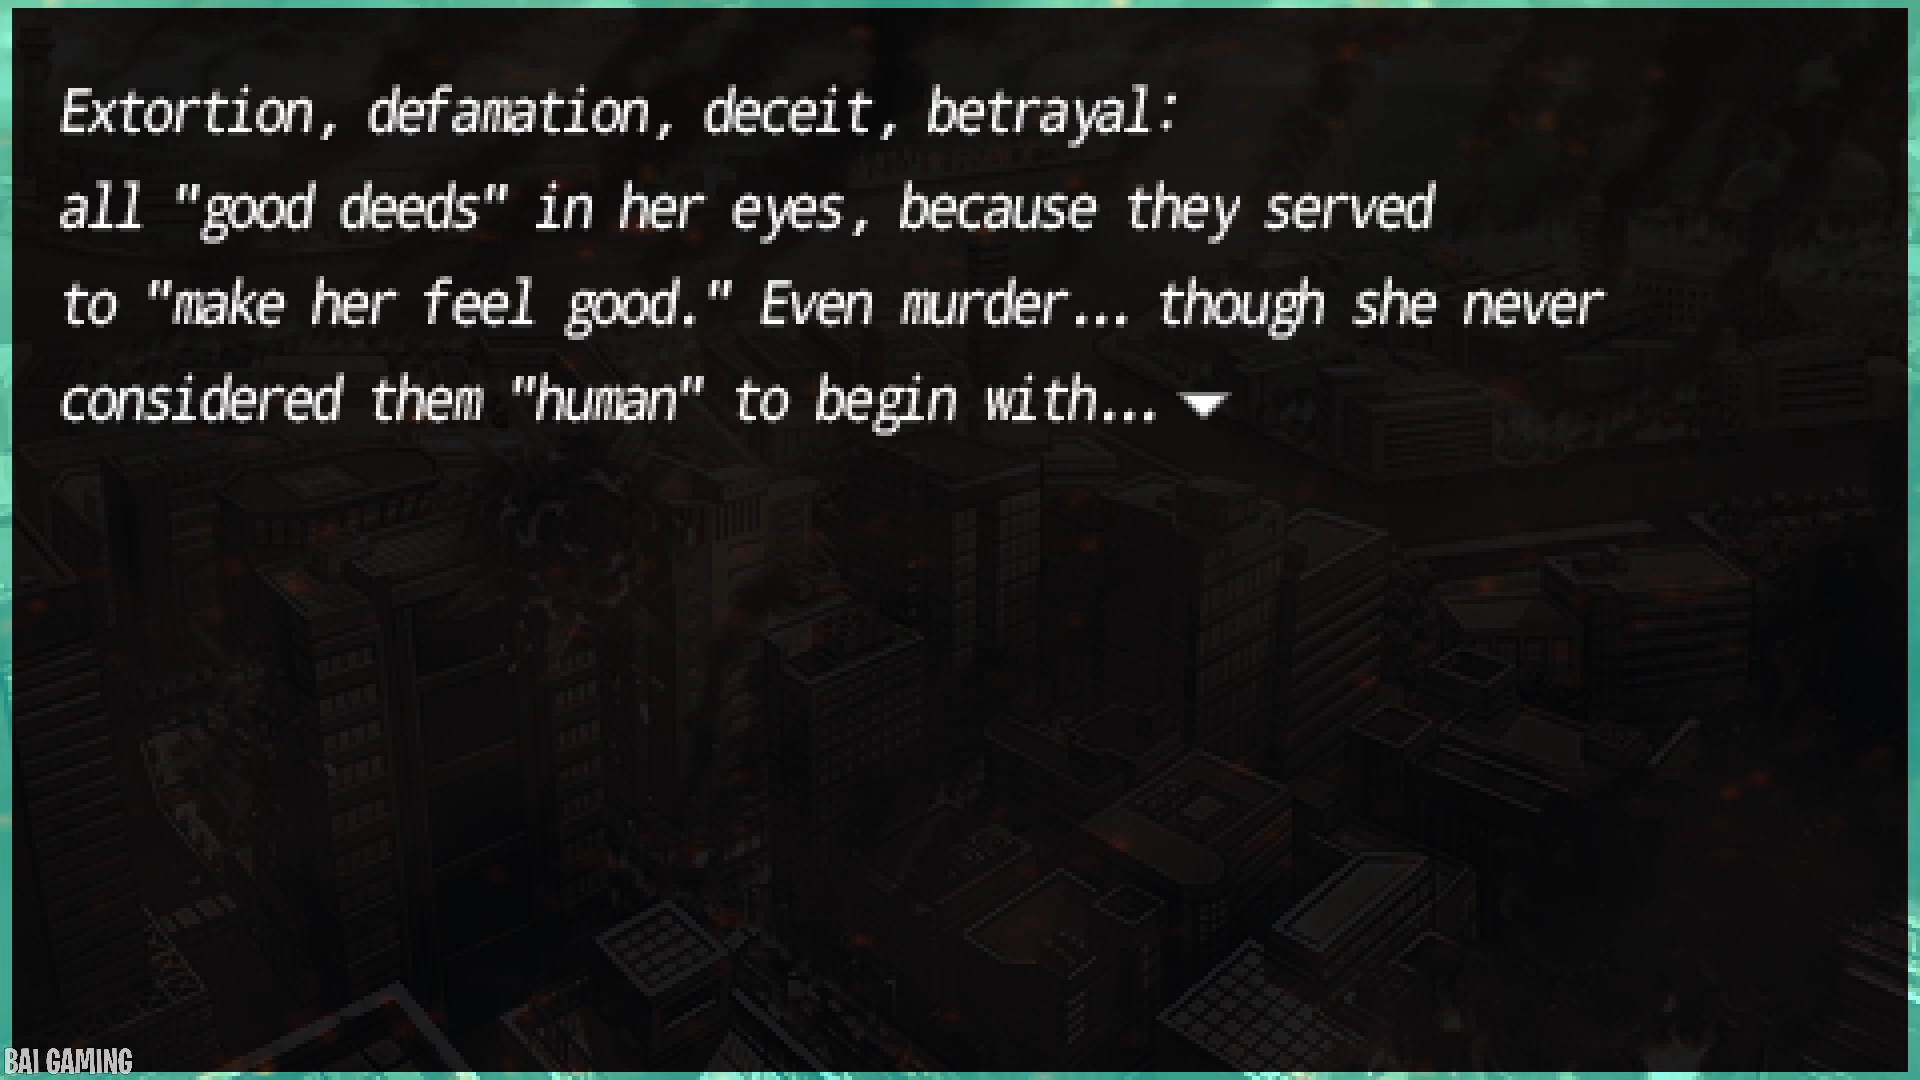 Extortion, defamation, deceit, betrayal:
all "good deeds" in her eyes, because they served
to "make her feel good." Even murder... though she never
considered them "human" to begin with...
BAI GAMING